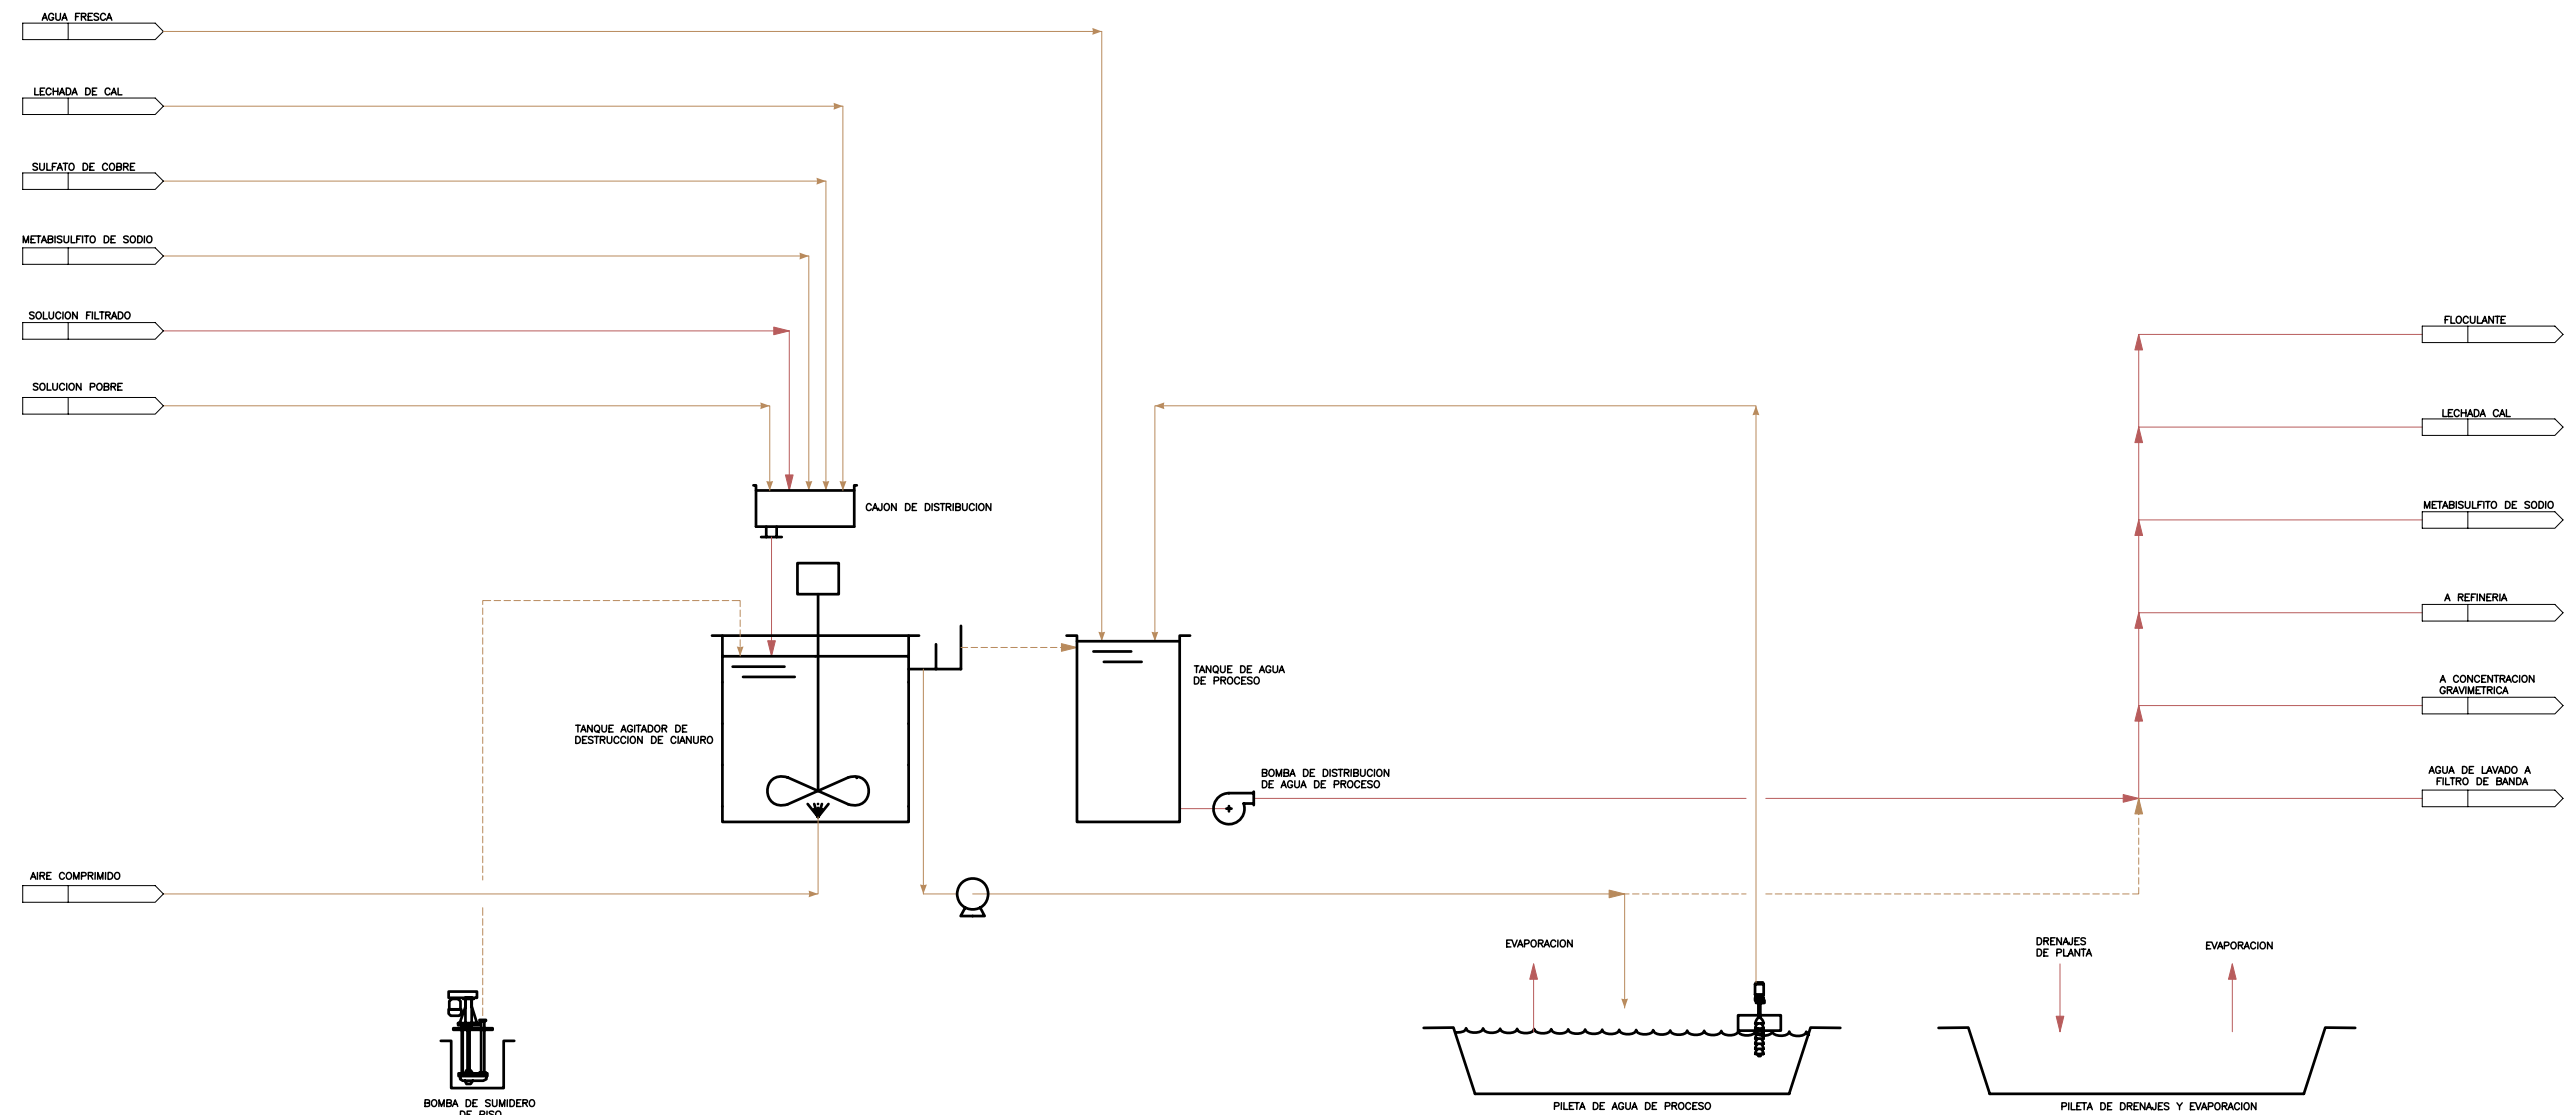 AGUA FRESCA
LECHADA DE CAL
SULFATO DE COBRE
METABISULFITO DE SODIO
SOLUCION FILTRADO
SOLUCION POBRE
AIRE COMPRIMIDO
CAJON DE DISTRIBUCION
TANQUE AGITADOR DE
DESTRUCCION DE CIANURO
TANQUE DE AGUA
DE PROCESO
BOMBA DE DISTRIBUCION
DE AGUA DE PROCESO
FLOCULANTE
LECHADA CAL
METABISULFITO DE SODIO
A REFINERIA
A CONCENTRACION
GRAVIMETRICA
AGUA DE LAVADO A
FILTRO DE BANDA
EVAPORACION
DRENAJES
DE PLANTA
EVAPORACION
BOMBA DE SUMIDERO
DE PISO
PILETA DE AGUA DE PROCESO
PILETA DE DRENAJES Y EVAPORACION